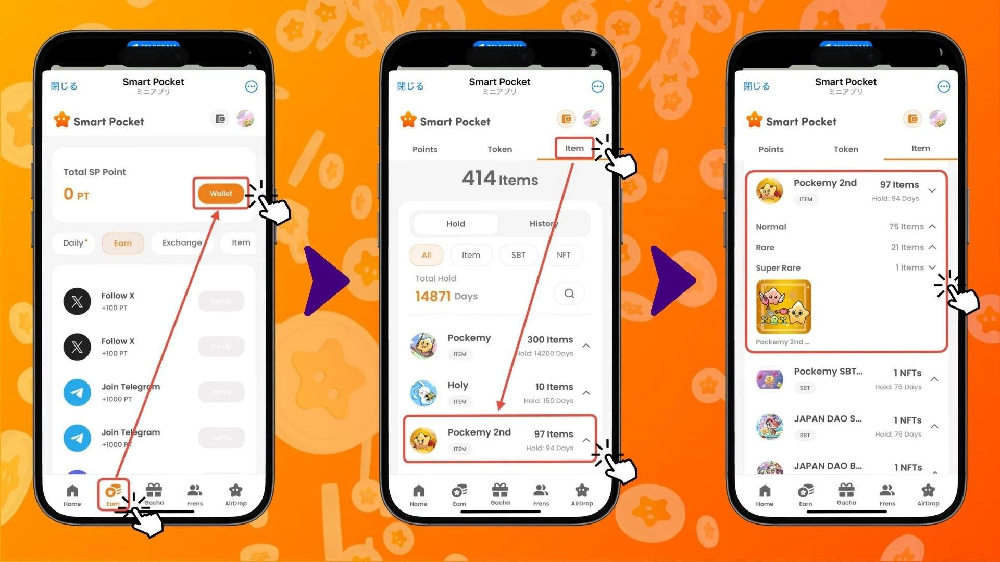 TELEGRAM
閉じる
Smart Pocket
ミニアプリ
Smart Pocket
Total SP Point
0 PT
Wallet
Daily
Earn
Exchange
Item
Follow X
+100 PT
Verify
Follow X
+100 PT
Verify
Join Telegram
+1000 PT
Verify
Join Telegram
+1000 PT
Verify
Home
Earn
Gacha
Frens
AirDrop
TELEGRAM
閉じる
Smart Pocket
ミニアプリ
Smart Pocket
Points
Token
Item
414 Items
Hold
History
All
Item
SBT
NFT
Total Hold
14871 Days
Pockemy
ITEM
300 Items
Hold: 14200 Days
Holy
ITEM
10 Items
Hold: 150 Days
Pockemy 2nd
ITEM
97 Items
Hold: 94 Days
Home
Earn
Gacha
Frens
AirDrop
TELEGRAM
閉じる
Smart Pocket
ミニアプリ
Smart Pocket
Points
Token
Item
Pockemy 2nd
ITEM
97 Items
Hold: 94 Days
Normal
75 Items
Rare
21 Items
Super Rare
1 Items
Pockemy 2nd ...
Pockemy SBT...
SBT
1 NFTs
Hold: 76 Days
JAPAN DAO S...
SBT
1 NFTs
Hold: 76 Days
JAPAN DAO B...
1 NFTs
Home
Earn
Gacha
Frens
AirDrop